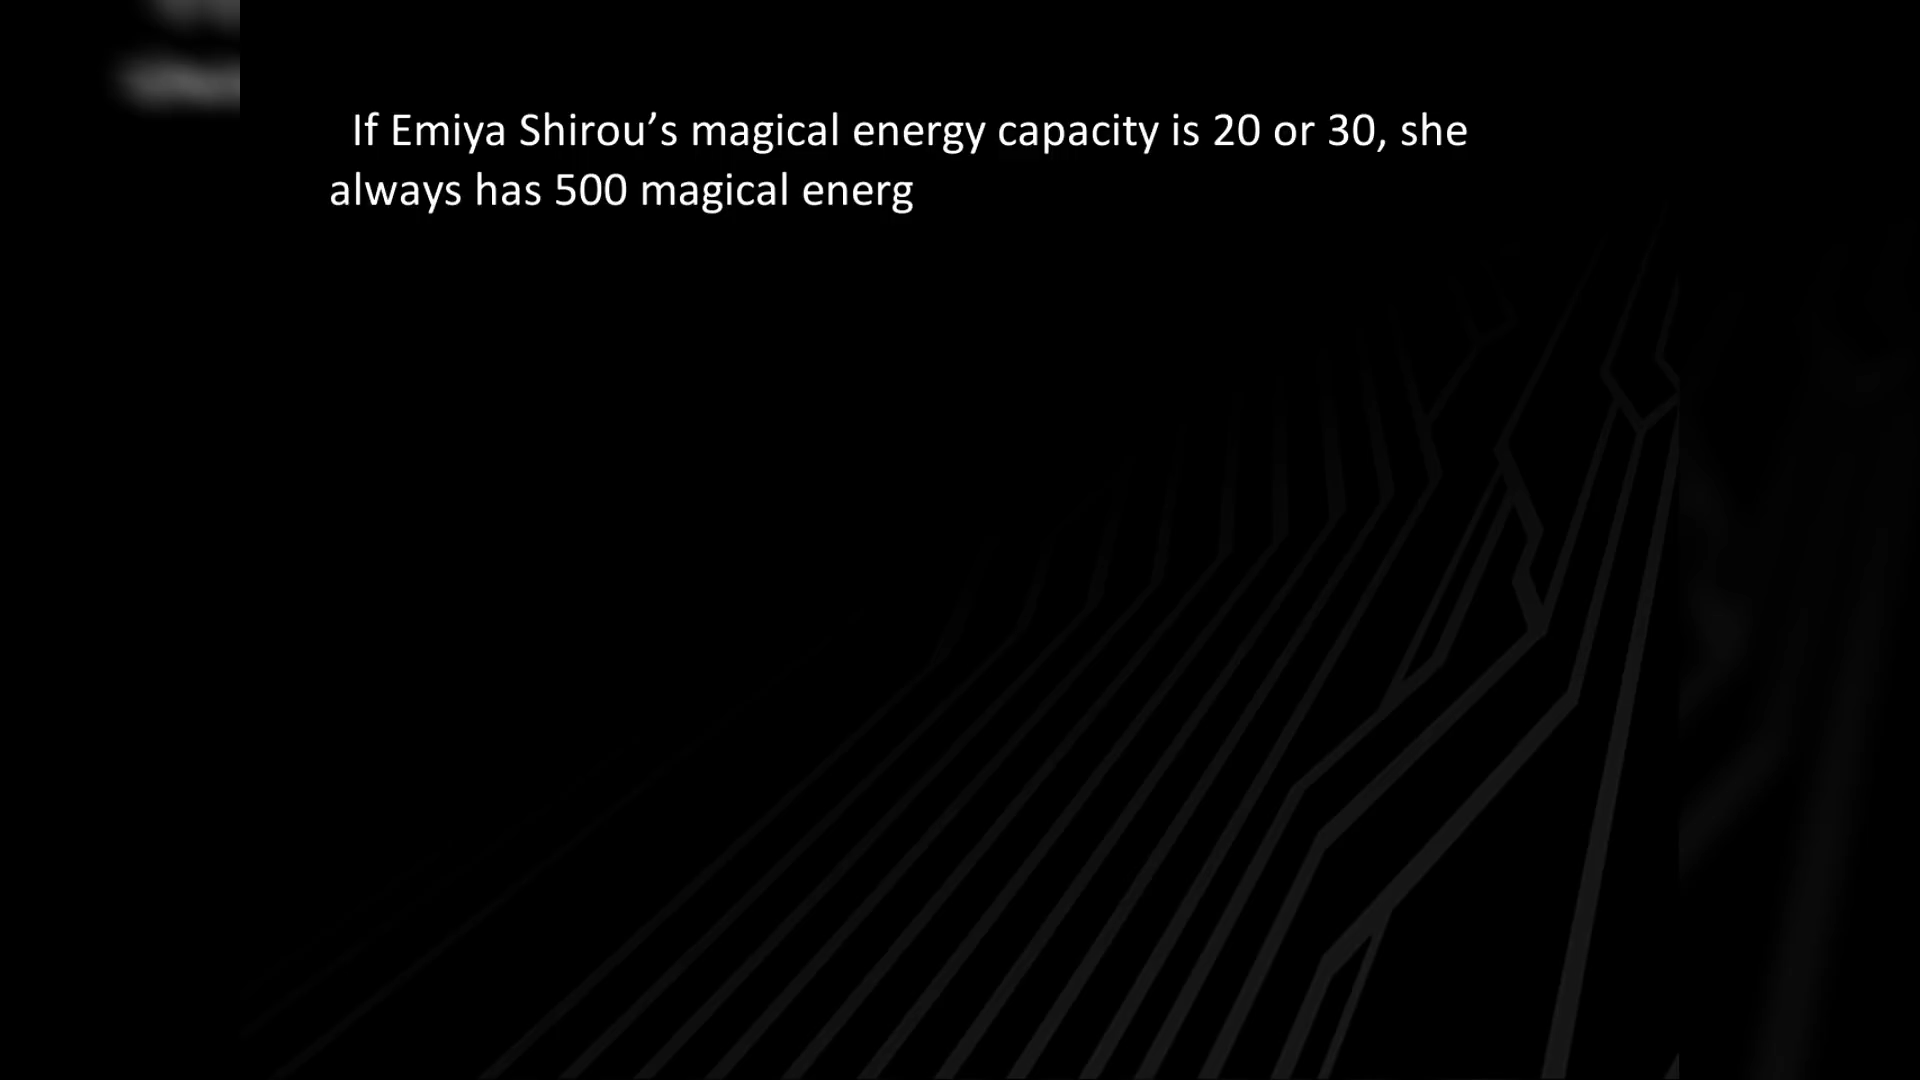 If Emiya Shirou’s magical energy capacity is 20 or 30, she
always has 500 magical energ